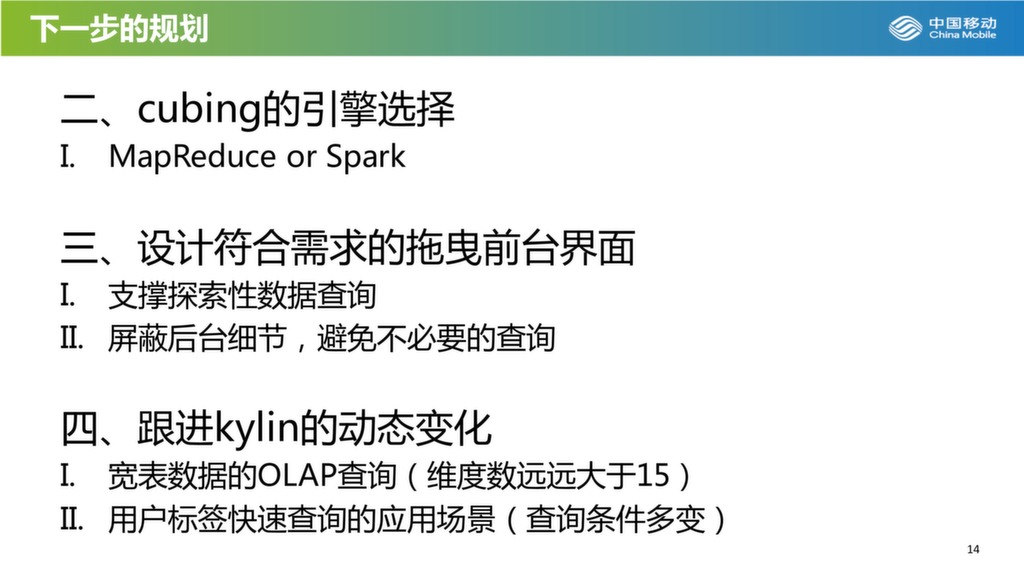 下一步的规划
中国移动
China Mobile
二、cubing的引擎选择
I. MapReduce or Spark
三、设计符合需求的拖曳前台界面
I. 支撑探索性数据查询
II. 屏蔽后台细节，避免不必要的查询
四、跟进kylin的动态变化
I. 宽表数据的OLAP查询（维度数远远大于15）
II. 用户标签快速查询的应用场景（查询条件多变）
14